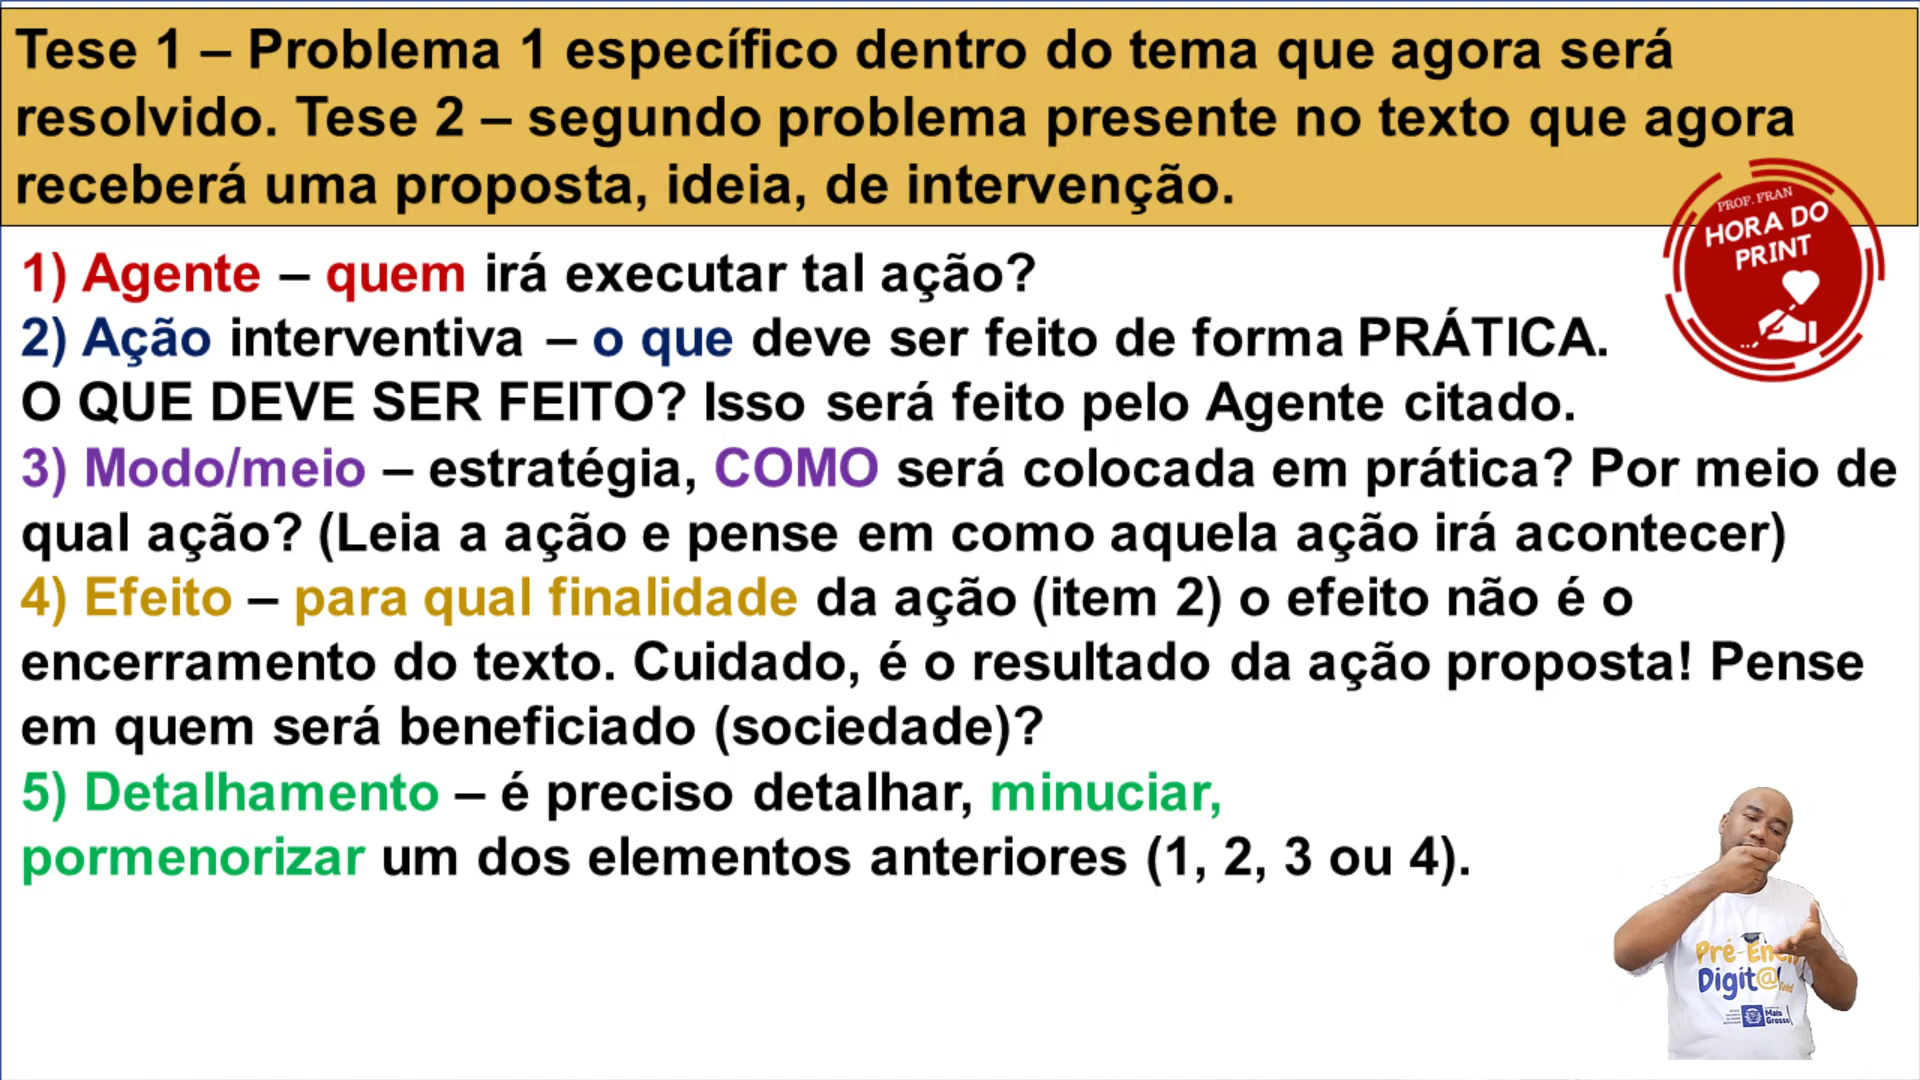 Tese 1 – Problema 1 específico dentro do tema que agora será
resolvido. Tese 2 – segundo problema presente no texto que agora
receberá uma proposta, ideia, de intervenção.
PROF. FRAN
HORA DO
PRINT
1) Agente – quem irá executar tal ação?
2) Ação interventiva – o que deve ser feito de forma PRÁTICA.
O QUE DEVE SER FEITO? Isso será feito pelo Agente citado.
3) Modo/meio – estratégia, COMO será colocada em prática? Por meio de
qual ação? (Leia a ação e pense em como aquela ação irá acontecer)
4) Efeito – para qual finalidade da ação (item 2) o efeito não é o
encerramento do texto. Cuidado, é o resultado da ação proposta! Pense
em quem será beneficiado (sociedade)?
5) Detalhamento – é preciso detalhar, minuciar,
pormenorizar um dos elementos anteriores (1, 2, 3 ou 4).
Pré-Enem
Digit@l
Mato
Grosso